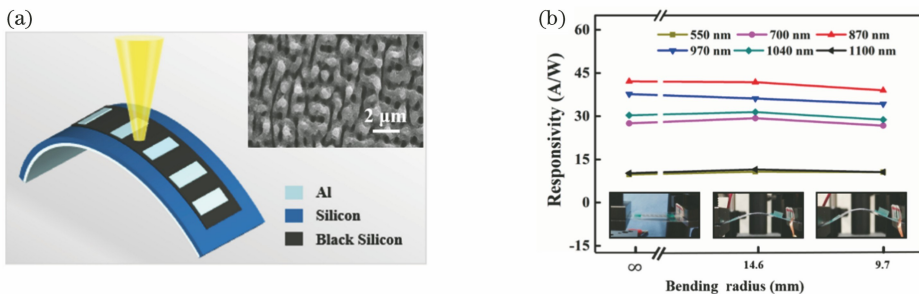 (a)
2 μm
Al
Silicon
Black Silicon
(b)
550 nm 700 nm 870 nm
970 nm 1040 nm 1100 nm
Responsivity (A/W)
60
45
30
15
0
-15
∞ 14.6 9.7
Bending radius (mm)